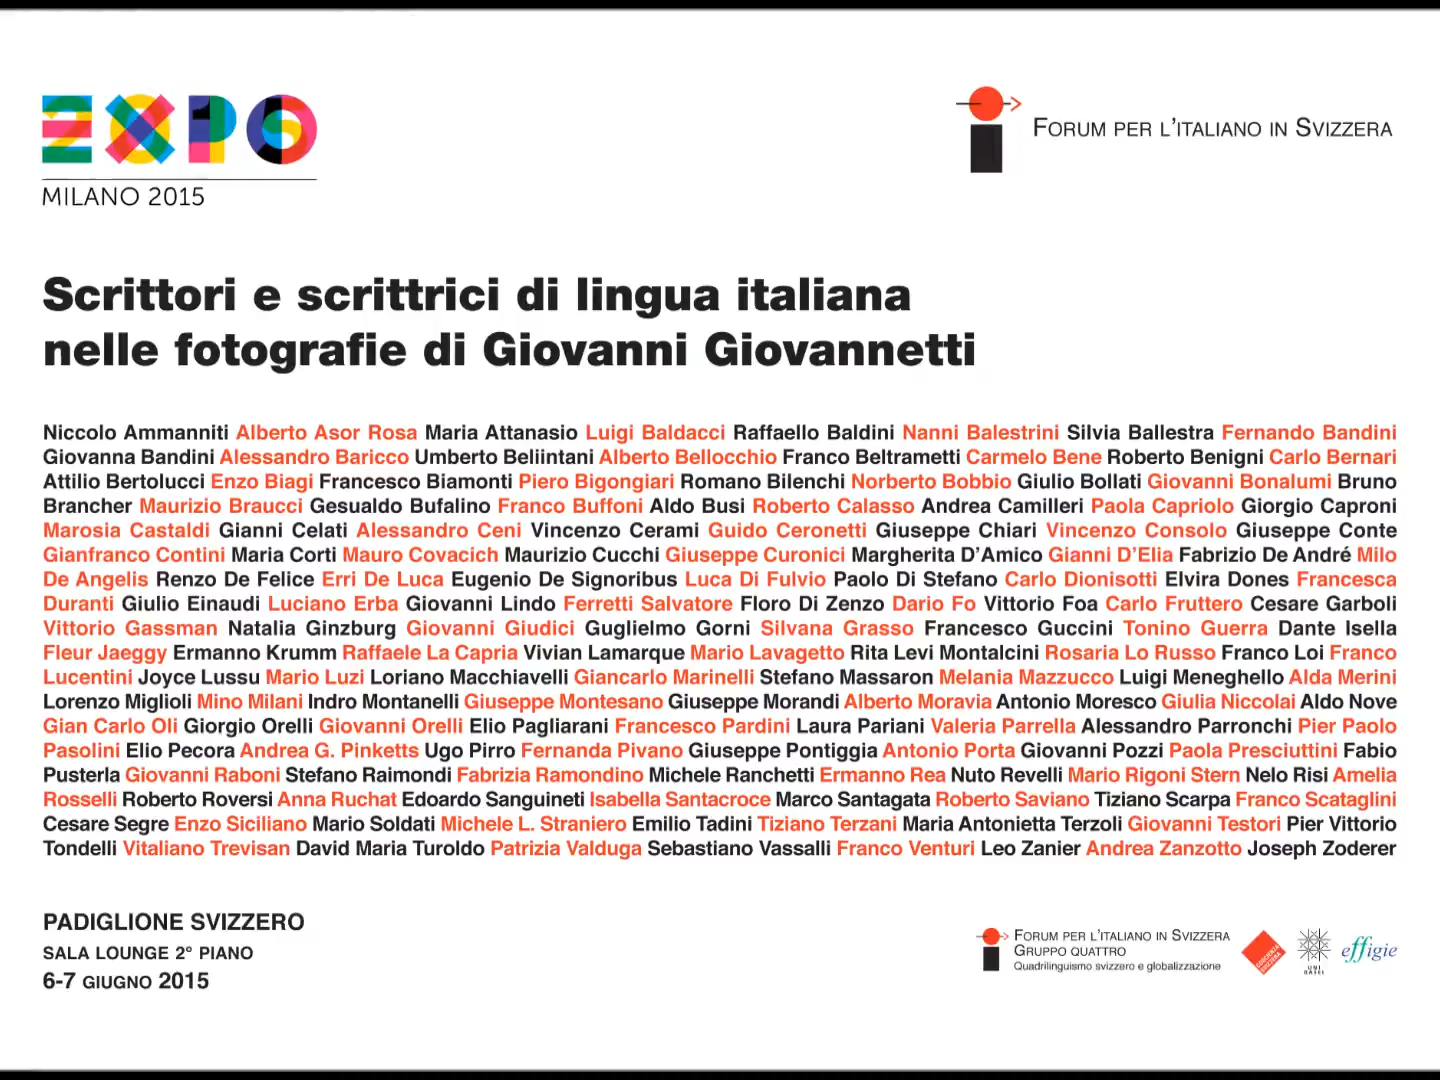 EXPO
MILANO 2015
FORUM PER L'ITALIANO IN SVIZZERA
Scrittori e scrittrici di lingua italiana
nelle fotografie di Giovanni Giovannetti
Niccolo Ammanniti Alberto Asor Rosa Maria Attanasio Luigi Baldacci Raffaello Baldini Nanni Balestrini Silvia Ballestra Fernando Bandini
Giovanna Bandini Alessandro Baricco Umberto Beliintani Alberto Bellocchio Franco Beltrametti Carmelo Bene Roberto Benigni Carlo Bernari
Attilio Bertolucci Enzo Biagi Francesco Biamonti Piero Bigongiari Romano Bilenchi Norberto Bobbio Giulio Bollati Giovanni Bonalumi Bruno
Brancher Maurizio Braucci Gesualdo Bufalino Franco Buffoni Aldo Busi Roberto Calasso Andrea Camilleri Paola Capriolo Giorgio Caproni
Marosia Castaldi Gianni Celati Alessandro Ceni Vincenzo Cerami Guido Ceronetti Giuseppe Chiari Vincenzo Consolo Giuseppe Conte
Gianfranco Contini Maria Corti Mauro Covacich Maurizio Cucchi Giuseppe Curonici Margherita D'Amico Gianni D'Elia Fabrizio De André Milo
De Angelis Renzo De Felice Erri De Luca Eugenio De Signoribus Luca Di Fulvio Paolo Di Stefano Carlo Dionisotti Elvira Dones Francesca
Duranti Giulio Einaudi Luciano Erba Giovanni Lindo Ferretti Salvatore Floro Di Zenzo Dario Fo Vittorio Foa Carlo Fruttero Cesare Garboli
Vittorio Gassman Natalia Ginzburg Giovanni Giudici Guglielmo Gorni Silvana Grasso Francesco Guccini Tonino Guerra Dante Isella
Fleur Jaeggy Ermanno Krumm Raffaele La Capria Vivian Lamarque Mario Lavagetto Rita Levi Montalcini Rosaria Lo Russo Franco Loi Franco
Lucentini Joyce Lussu Mario Luzi Loriano Macchiavelli Giancarlo Marinelli Stefano Massaron Melania Mazzucco Luigi Meneghello Alda Merini
Lorenzo Miglioli Mino Milani Indro Montanelli Giuseppe Montesano Giuseppe Morandi Alberto Moravia Antonio Moresco Giulia Niccolai Aldo Nove
Gian Carlo Oli Giorgio Orelli Giovanni Orelli Elio Pagliarani Francesco Pardini Laura Pariani Valeria Parrella Alessandro Parronchi Pier Paolo
Pasolini Elio Pecora Andrea G. Pinketts Ugo Pirro Fernanda Pivano Giuseppe Pontiggia Antonio Porta Giovanni Pozzi Paola Presciuttini Fabio
Pusterla Giovanni Raboni Stefano Raimondi Fabrizia Ramondino Michele Ranchetti Ermanno Rea Nuto Revelli Mario Rigoni Stern Nelo Risi Amelia
Rosselli Roberto Roversi Anna Ruchat Edoardo Sanguineti Isabella Santacroce Marco Santagata Roberto Saviano Tiziano Scarpa Franco Scataglini
Cesare Segre Enzo Siciliano Mario Soldati Michele L. Straniero Emilio Tadini Tiziano Terzani Maria Antonietta Terzoli Giovanni Testori Pier Vittorio
Tondelli Vitaliano Trevisan David Maria Turoldo Patrizia Valduga Sebastiano Vassalli Franco Venturi Leo Zanier Andrea Zanzotto Joseph Zoderer
PADIGLIONE SVIZZERO
SALA LOUNGE 2° PIANO
6-7 GIUGNO 2015
FORUM PER L'ITALIANO IN SVIZZERA
GRUPPO QUATTRO
Quadrilinguismo svizzero e globalizzazione
UNI
BASEL
effigie